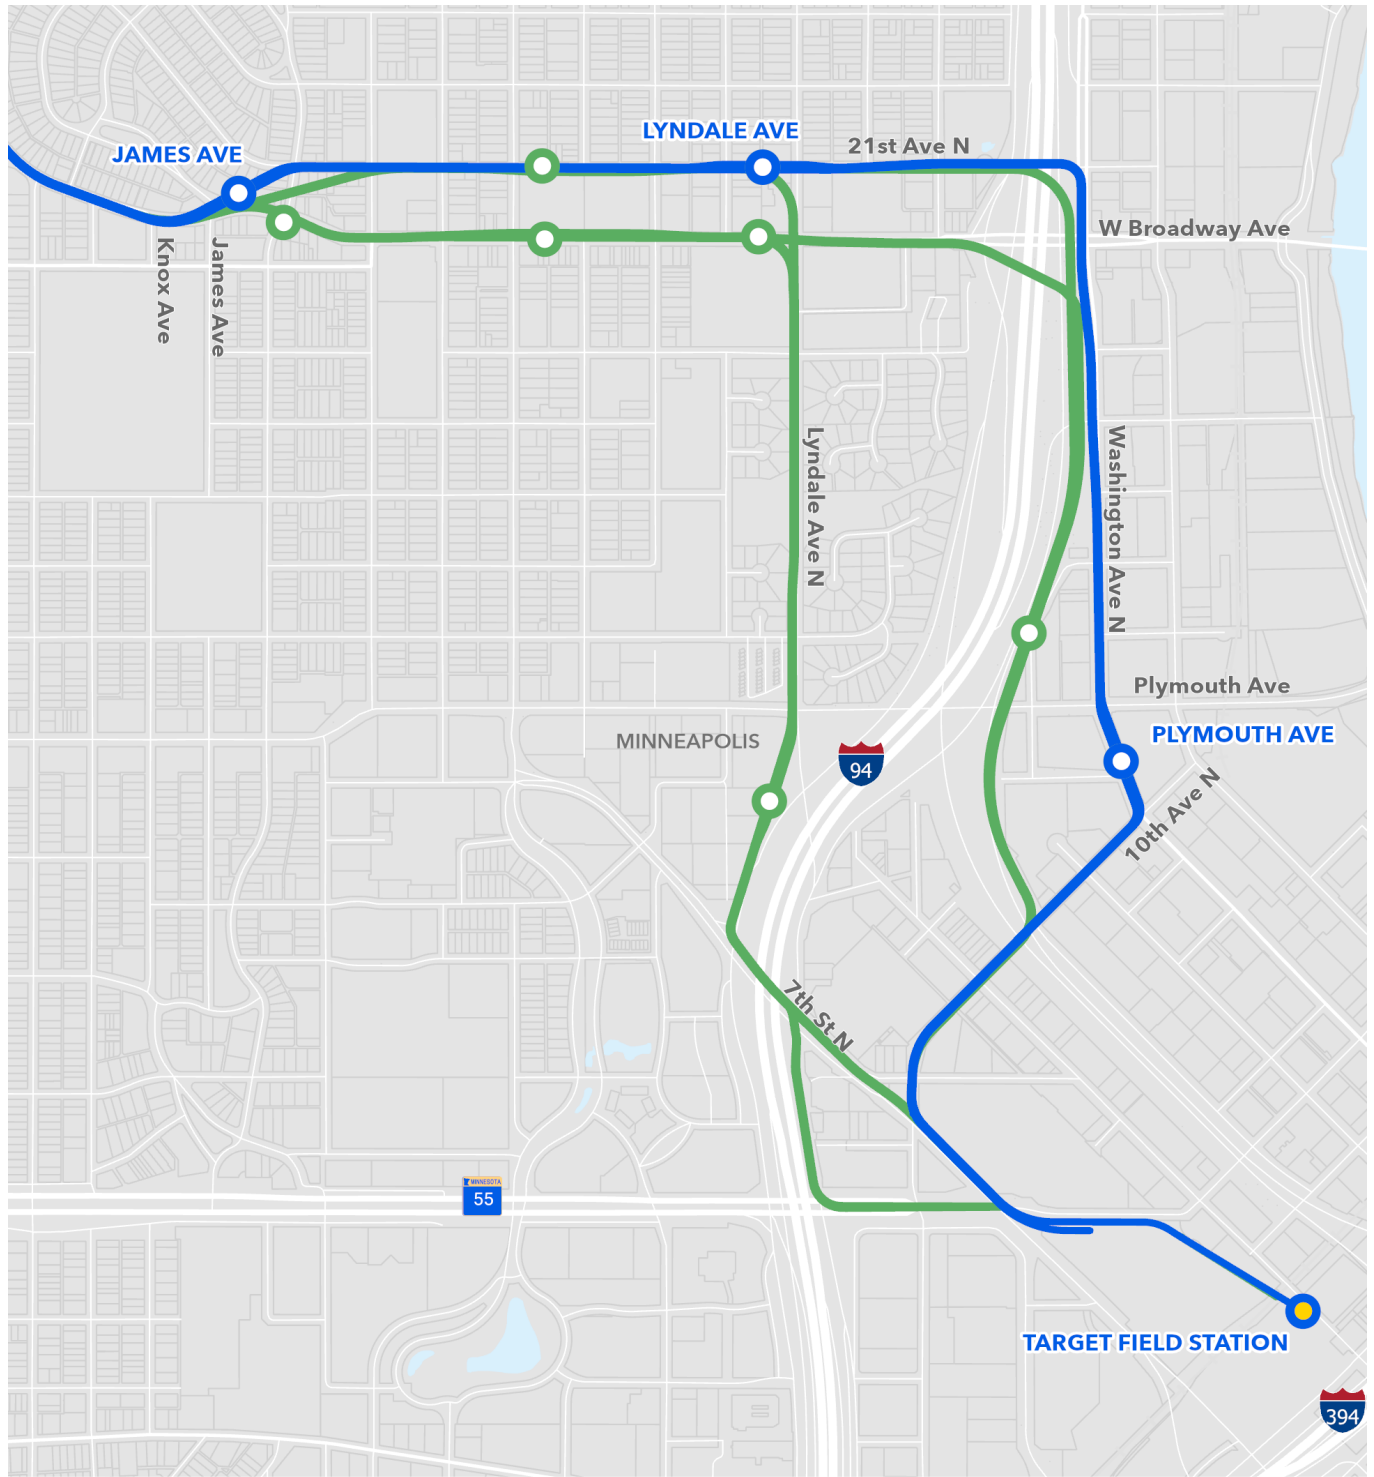 LYNDALE AVE
21st Ave N
JAMES AVE
W Broadway Ave
Knox Ave
James Ave
Lyndale Ave N
Washington Ave N
Plymouth Ave
PLYMOUTH AVE
MINNEAPOLIS
94
10th Ave N
7th St N
MINNESOTA
55
TARGET FIELD STATION
394